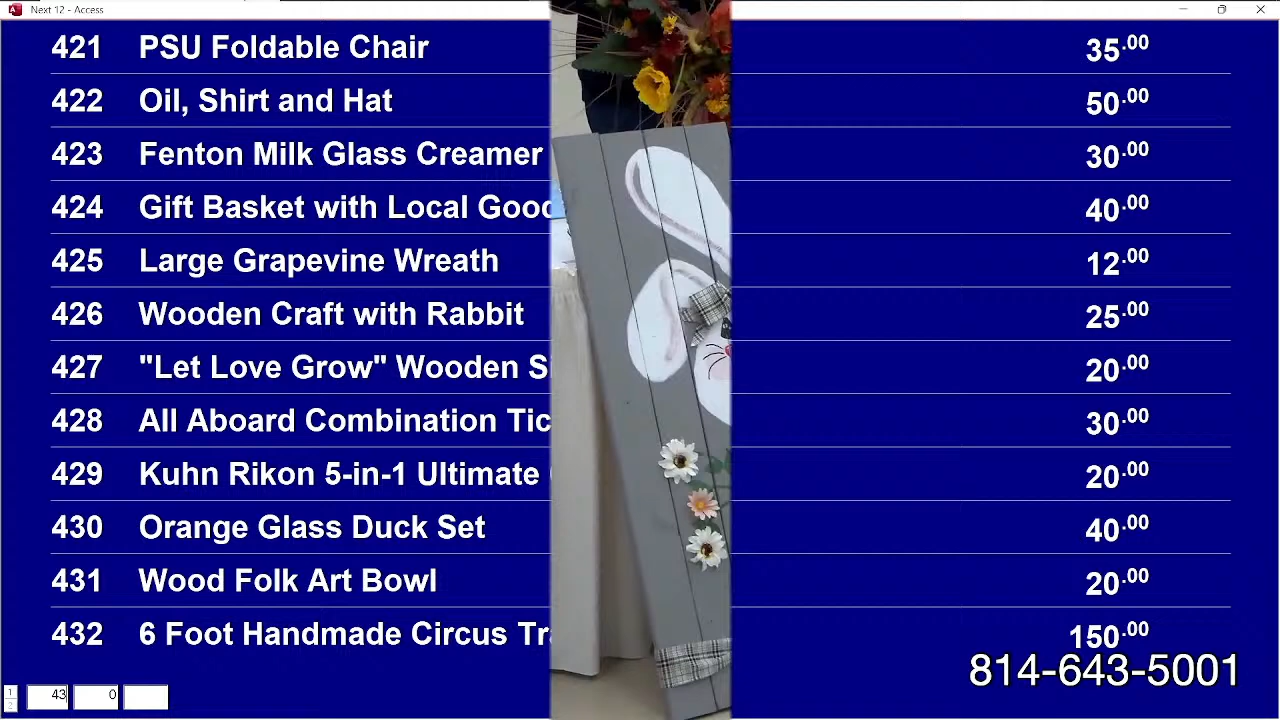 Next 12 - Access
421 PSU Foldable Chair 35.00
422 Oil, Shirt and Hat 50.00
423 Fenton Milk Glass Creamer 30.00
424 Gift Basket with Local Goo 40.00
425 Large Grapevine Wreath 12.00
426 Wooden Craft with Rabbit 25.00
427 "Let Love Grow" Wooden S 20.00
428 All Aboard Combination Tic 30.00
429 Kuhn Rikon 5-in-1 Ultimate 20.00
430 Orange Glass Duck Set 40.00
431 Wood Folk Art Bowl 20.00
432 6 Foot Handmade Circus Tr 150.00
814-643-5001
1
2
43 0